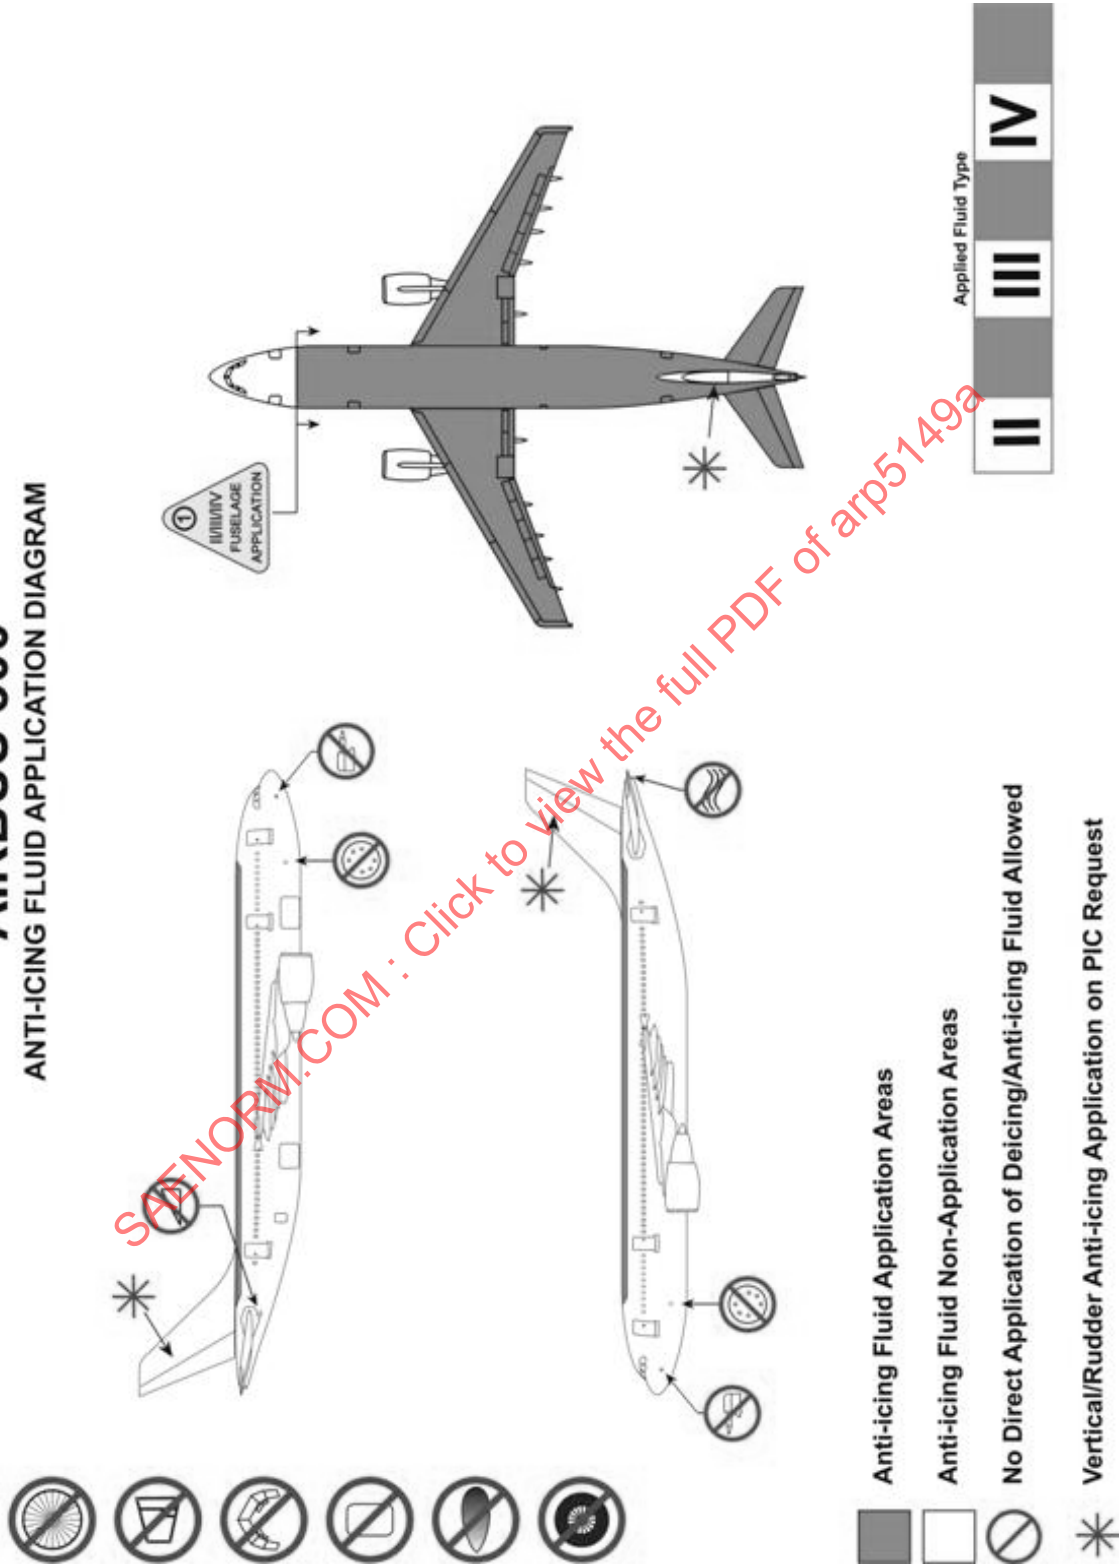 ANTI-ICING FLUID APPLICATION DIAGRAM
1
II/III/IV
FUSELAGE
APPLICATION
Applied Fluid Type
II III IV
Anti-icing Fluid Application Areas
Anti-icing Fluid Non-Application Areas
No Direct Application of Deicing/Anti-icing Fluid Allowed
Vertical/Rudder Anti-icing Application on PIC Request
SAENORM.COM : Click to view the full PDF of arp5149a